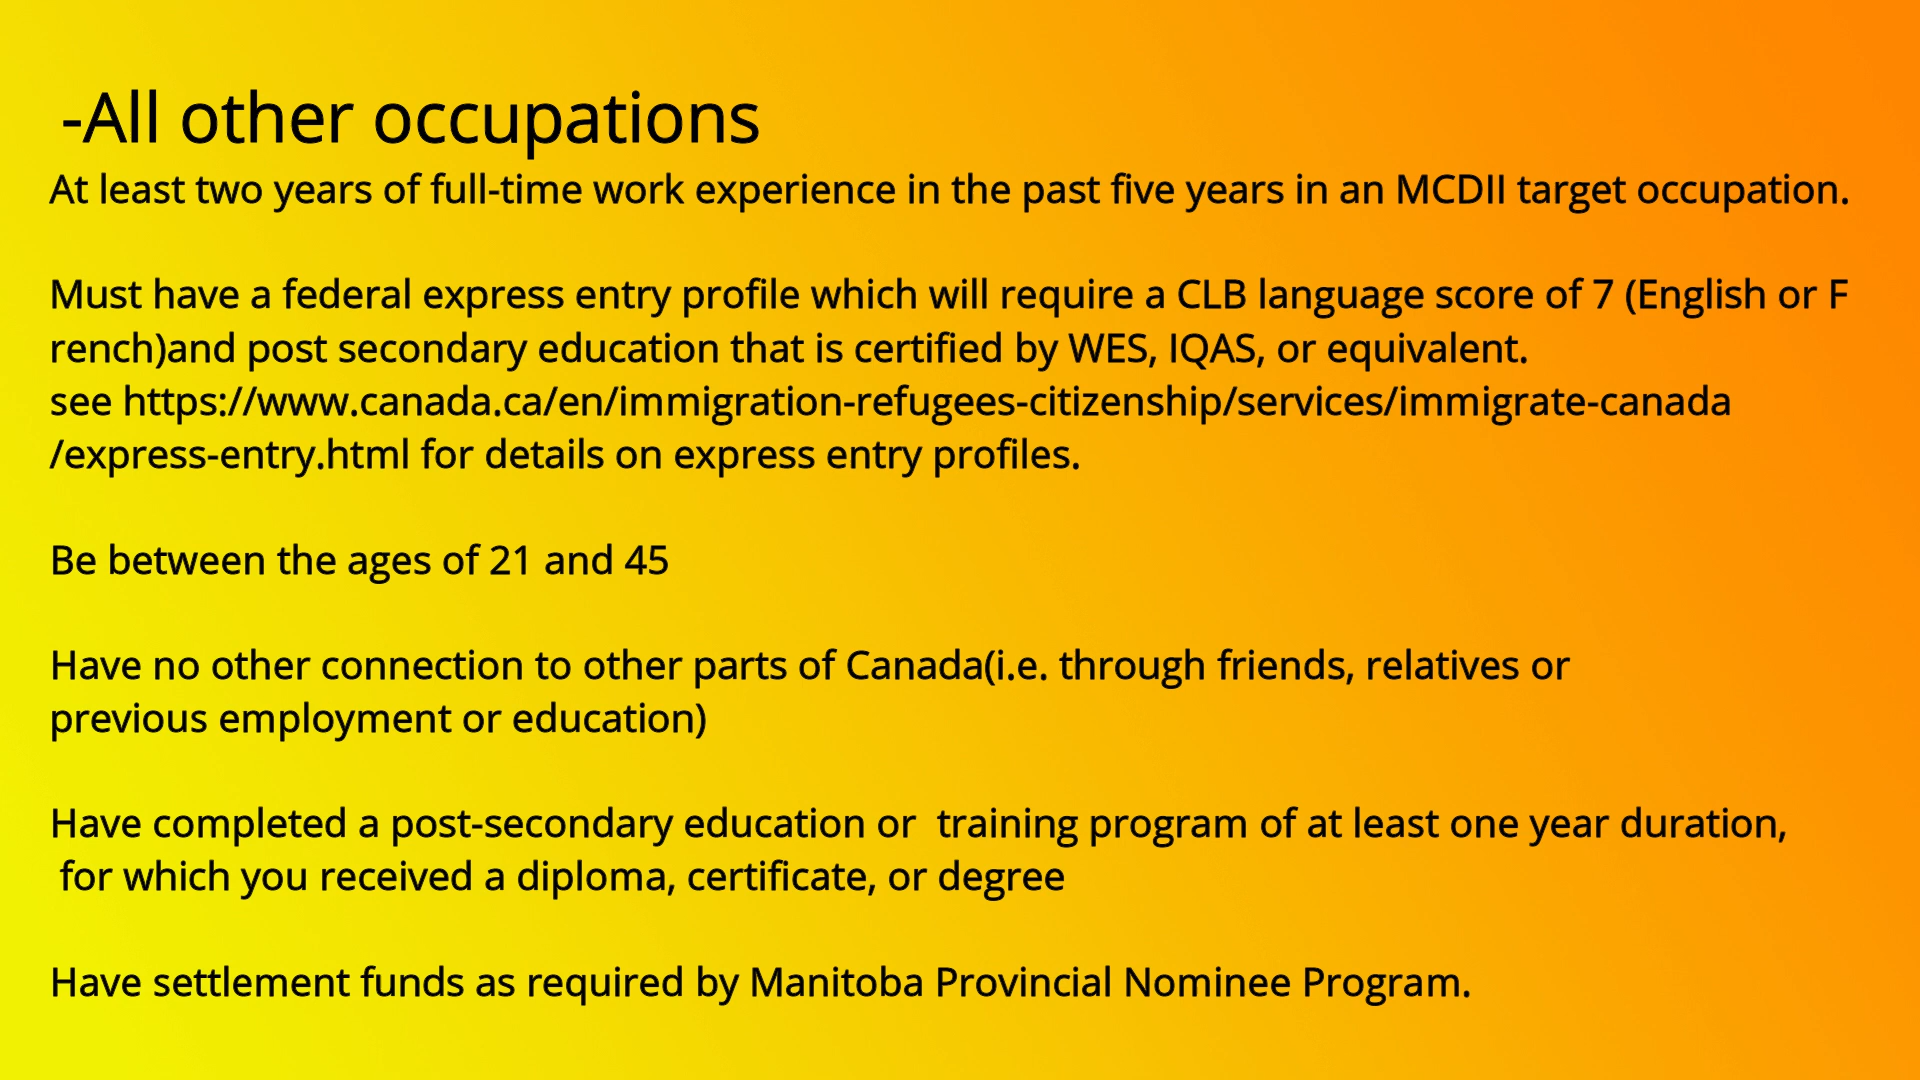 -All other occupations
At least two years of full-time work experience in the past five years in an MCDII target occupation.
Must have a federal express entry profile which will require a CLB language score of 7 (English or F
rench)and post secondary education that is certified by WES, IQAS, or equivalent.
see https://www.canada.ca/en/immigration-refugees-citizenship/services/immigrate-canada
/express-entry.html for details on express entry profiles.
Be between the ages of 21 and 45
Have no other connection to other parts of Canada(i.e. through friends, relatives or
previous employment or education)
Have completed a post-secondary education or  training program of at least one year duration,
for which you received a diploma, certificate, or degree
Have settlement funds as required by Manitoba Provincial Nominee Program.